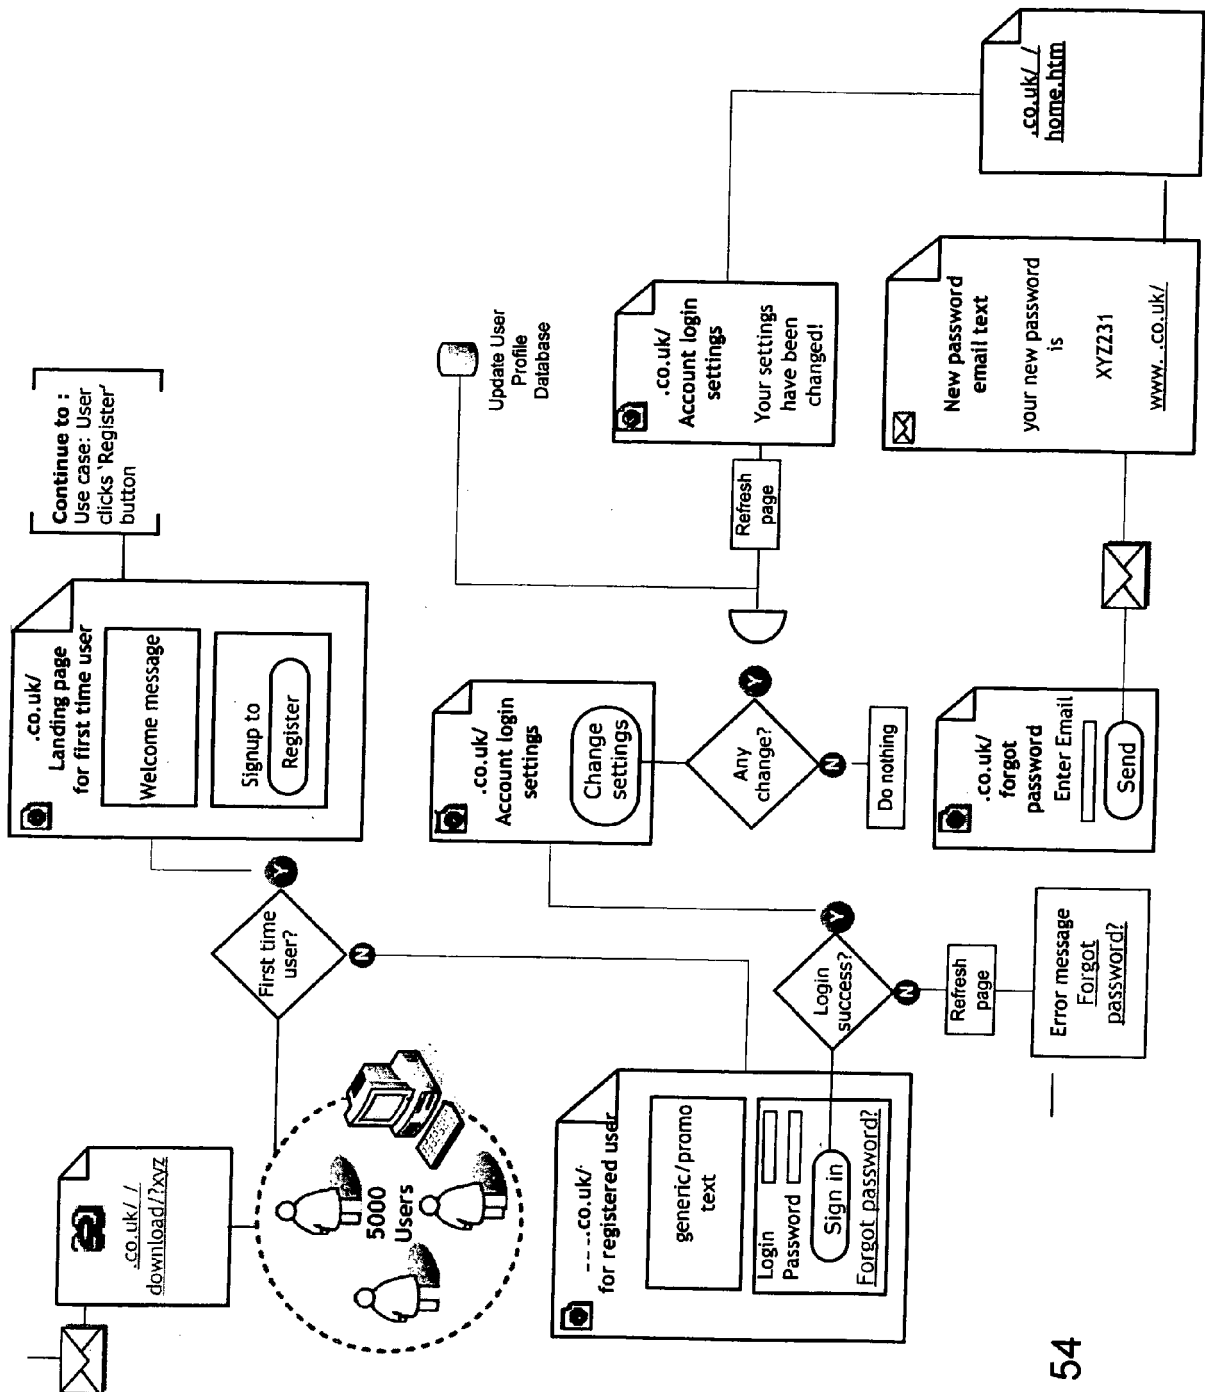 .co.uk/ /
download/?xyz
5000
Users
First time
user?
Y
N
.co.uk/
Landing page
for first time user
Welcome message
Signup to
Register
Continue to :
Use case: User
clicks ‘Register’
button
----.co.uk/
for registered user
generic/promo
text
Login
Password
Sign in
Forgot password?
Login
success?
Y
N
Refresh
page
Error message
Forgot
password?
.co.uk/
Account login
settings
Change
settings
Any
change?
Y
N
Do nothing
Update User
Profile
Database
Refresh
page
.co.uk/
Account login
settings
Your settings
have been
changed!
.co.uk/
forgot
password
Enter Email
Send
New password
email text
your new password
is
XYZ231
www. .co.uk/
.co.uk/ /
home.htm
54